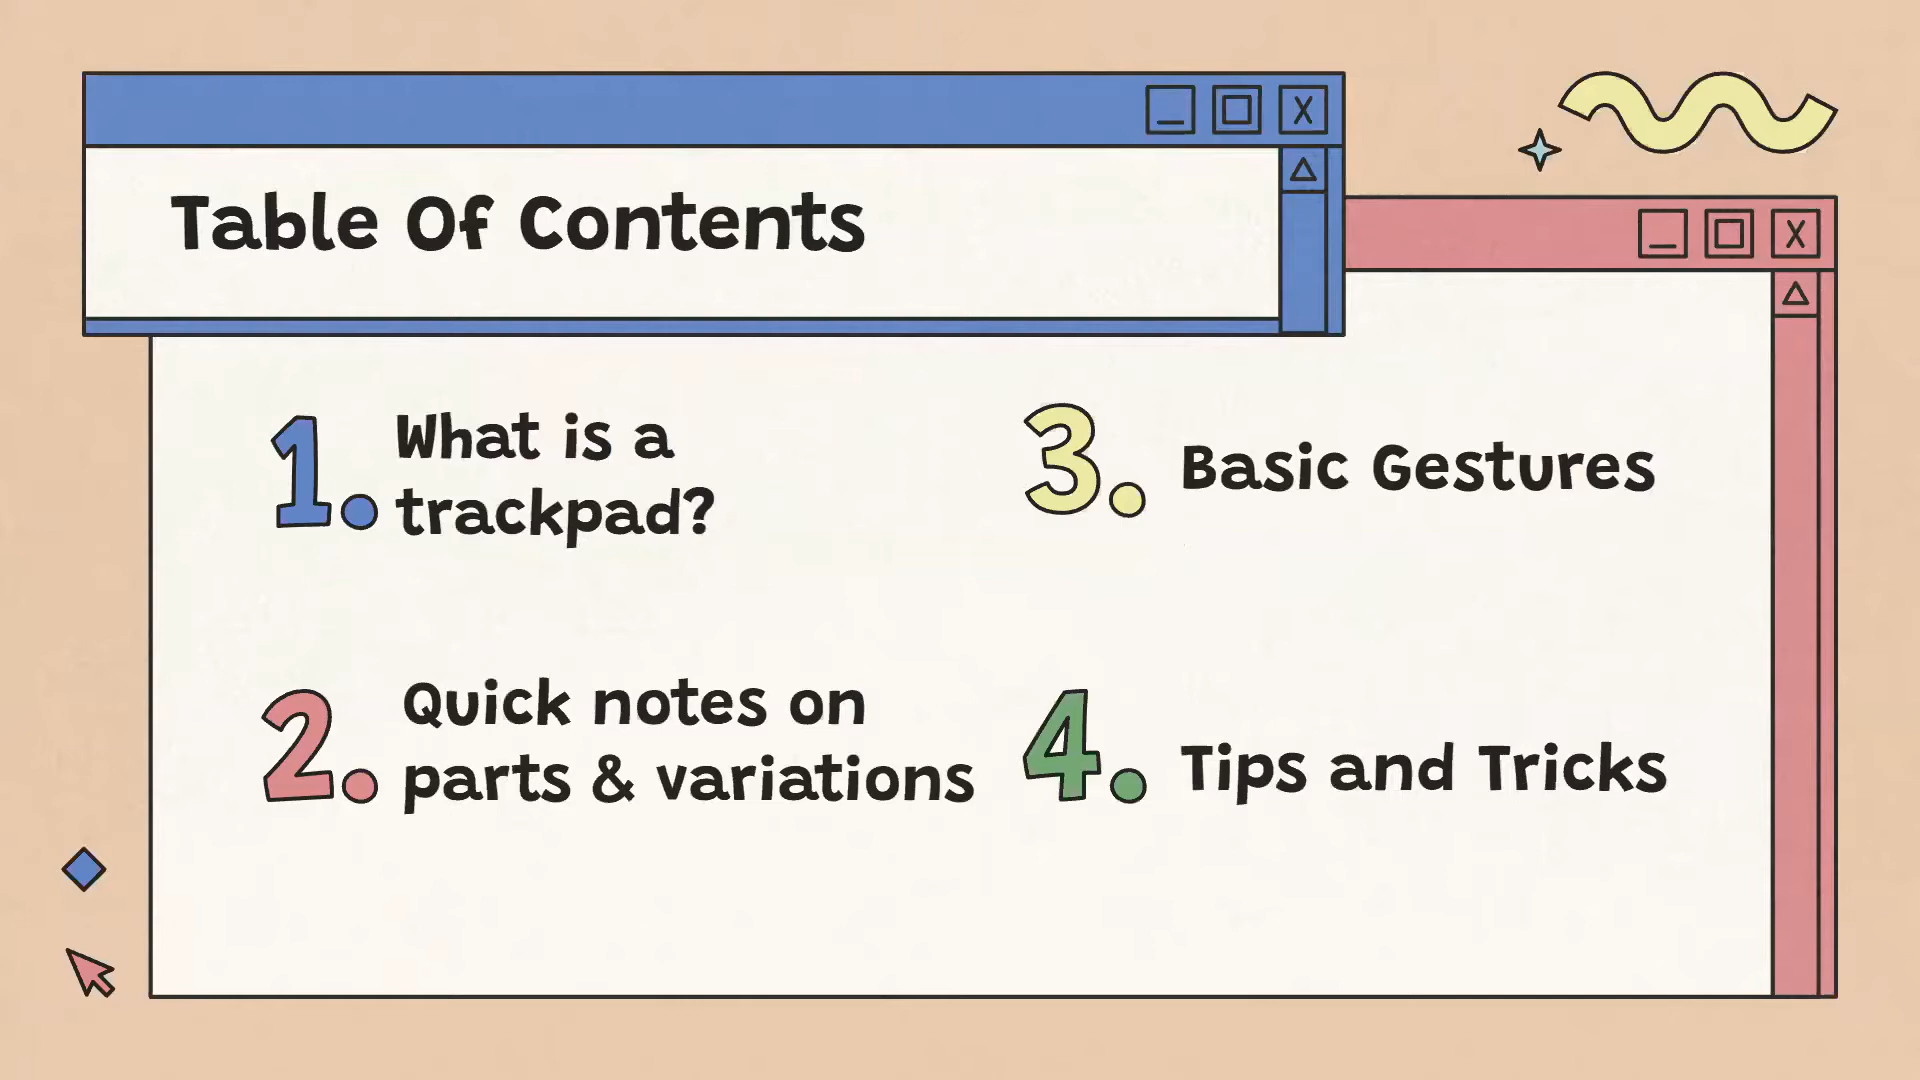 Table Of Contents
1. What is a
trackpad?
2. Quick notes on
parts & variations
3. Basic Gestures
4. Tips and Tricks